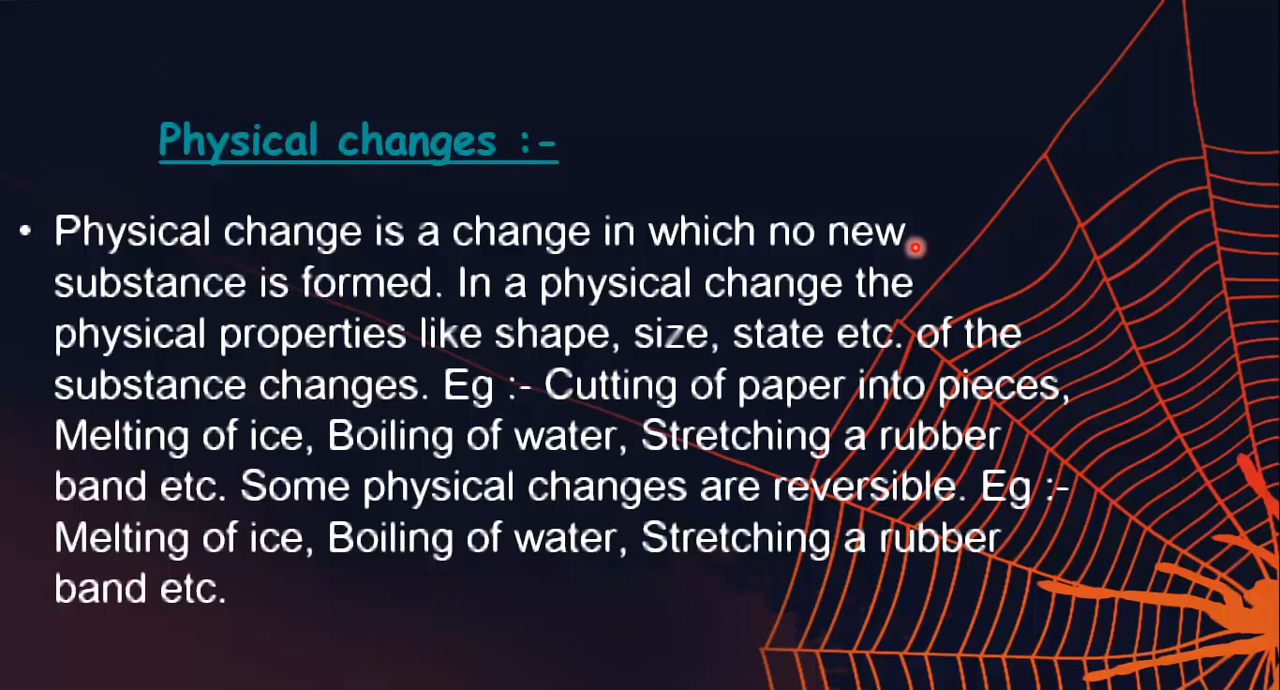 Physical changes :-
• Physical change is a change in which no new
substance is formed. In a physical change the
physical properties like shape, size, state etc. of the
substance changes. Eg :- Cutting of paper into pieces,
Melting of ice, Boiling of water, Stretching a rubber
band etc. Some physical changes are reversible. Eg :-
Melting of ice, Boiling of water, Stretching a rubber
band etc.